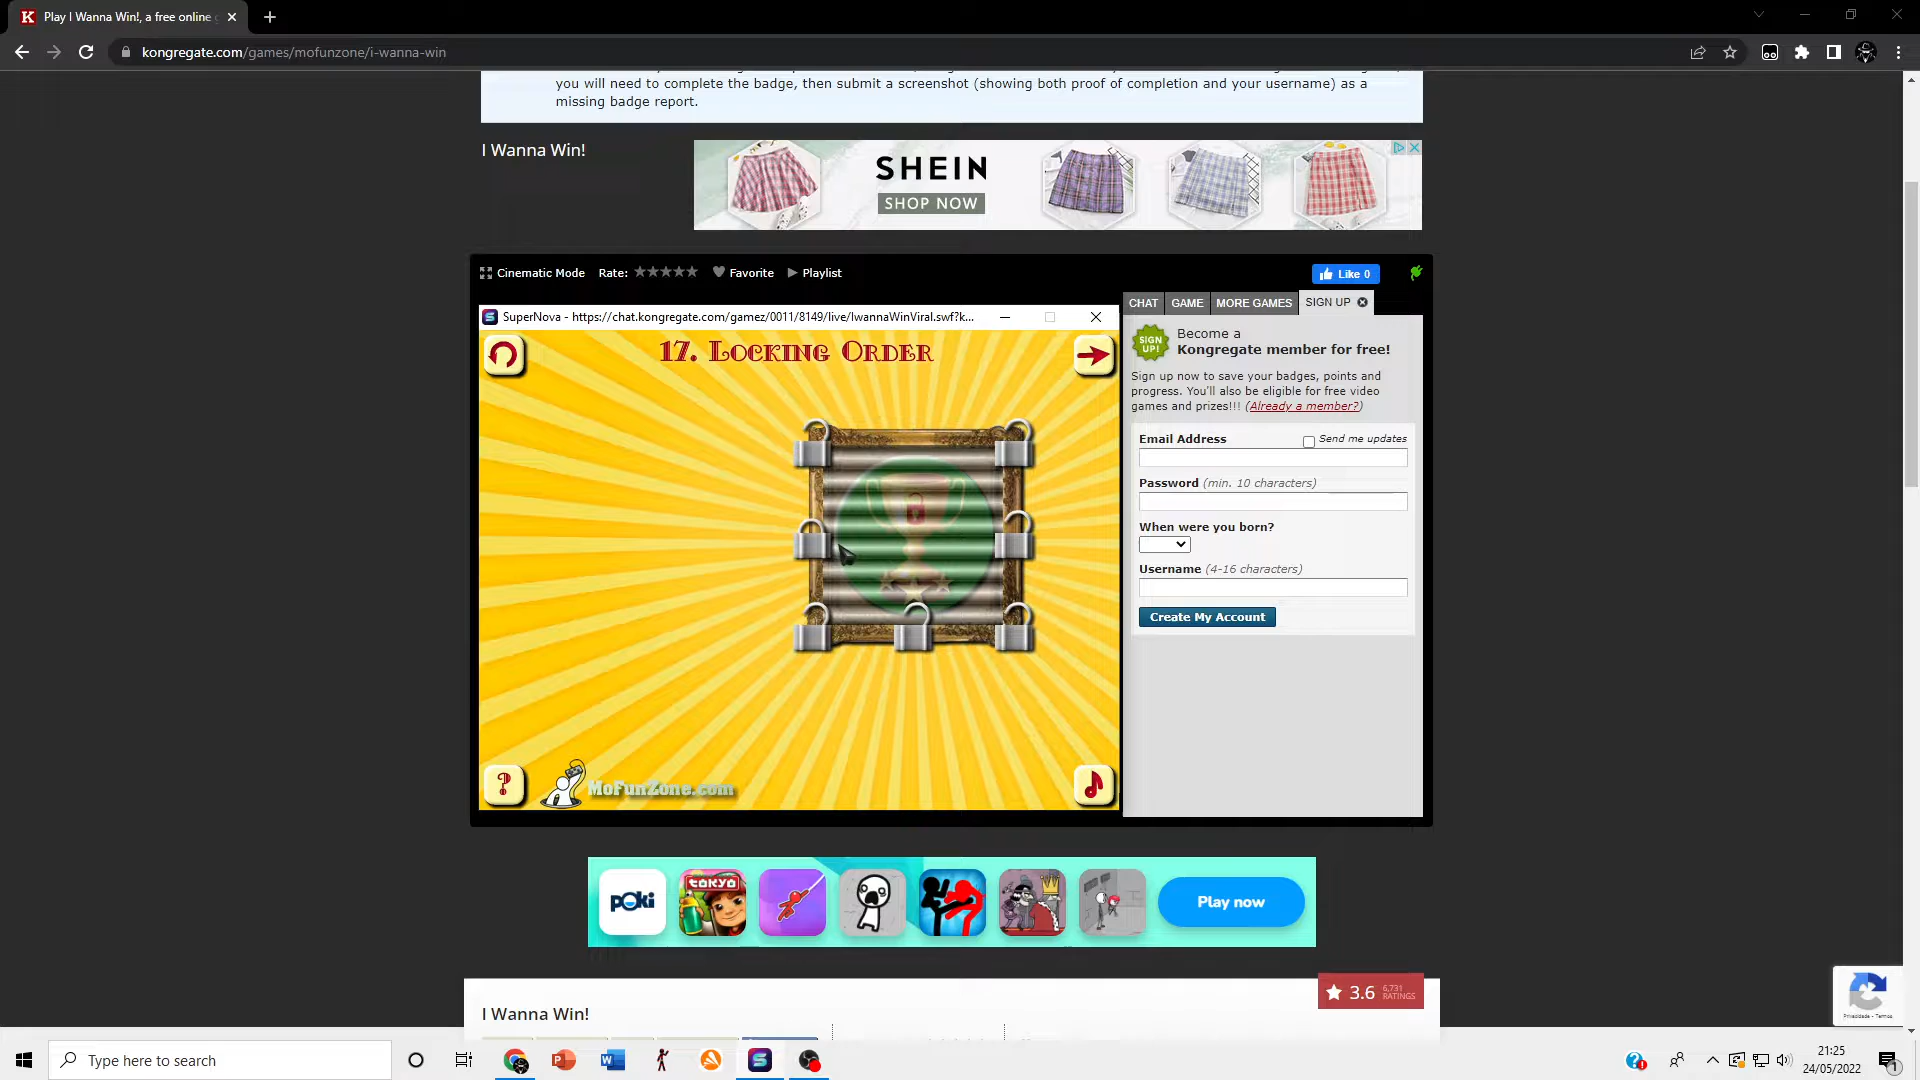 Play I Wanna Win!, a free online
kongregate.com/games/mofunzone/i-wanna-win
you will need to complete the badge, then submit a screenshot (showing both proof of completion and your username) as a
missing badge report.
I Wanna Win!
SHEIN
SHOP NOW
Cinematic Mode Rate: Favorite Playlist
Like 0
CHAT GAME MORE GAMES SIGN UP
SuperNova - https://chat.kongregate.com/gamez/0011/8149/live/IwannaWinViral.swf?k...
17. Locking Order
SIGN UP!
Become a
Kongregate member for free!
Sign up now to save your badges, points and
progress. You'll also be eligible for free video
games and prizes!!! (Already a member?)
Email Address Send me updates
Password (min. 10 characters)
When were you born?
Username (4-16 characters)
Create My Account
?
MoFunZone.com
poki
TOKYO
Play now
3.6 6,731
RATINGS
I Wanna Win!
Privacidade - Termos
Type here to search
21:25
24/05/2022
1